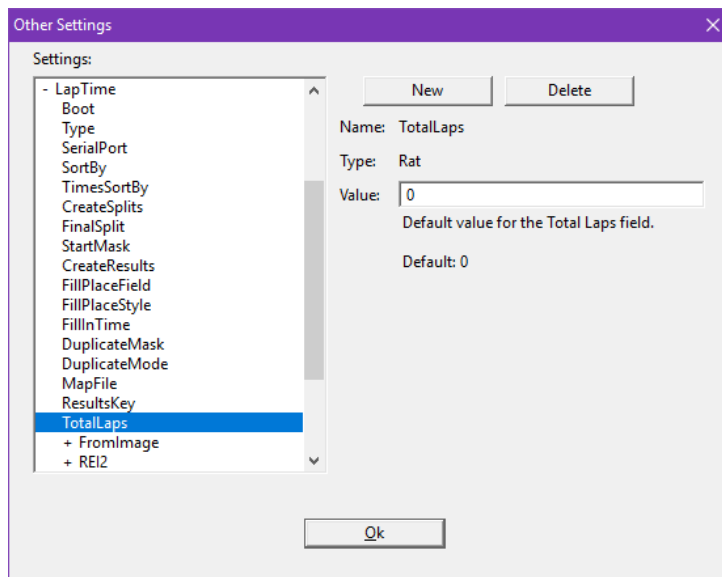 Other Settings
Settings:
- LapTime
Boot
Type
SerialPort
SortBy
TimesSortBy
CreateSplits
FinalSplit
StartMask
CreateResults
FillPlaceField
FillPlaceStyle
FillInTime
DuplicateMask
DuplicateMode
MapFile
ResultsKey
TotalLaps
+ FromImage
+ REI2
New Delete
Name: TotalLaps
Type: Rat
Value: 0
Default value for the Total Laps field.
Default: 0
Ok